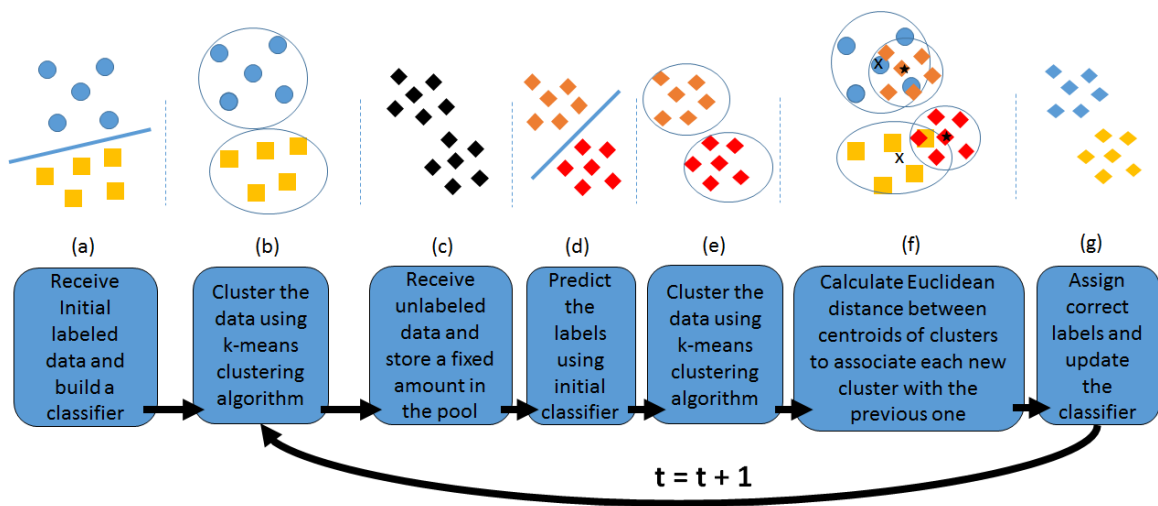 X
X
(a)
(b)
(c)
(d)
(e)
(f)
(g)
Receive
Initial
labeled
data and
build a
classifier
Cluster the
data using
k-means
clustering
algorithm
Receive
unlabeled
data and
store a fixed
amount in
the pool
Predict
the
labels
using
initial
classifier
Cluster the
data using
k-means
clustering
algorithm
Calculate Euclidean
distance between
centroids of clusters
to associate each new
cluster with the
previous one
Assign
correct
labels and
update
the
classifier
t = t + 1